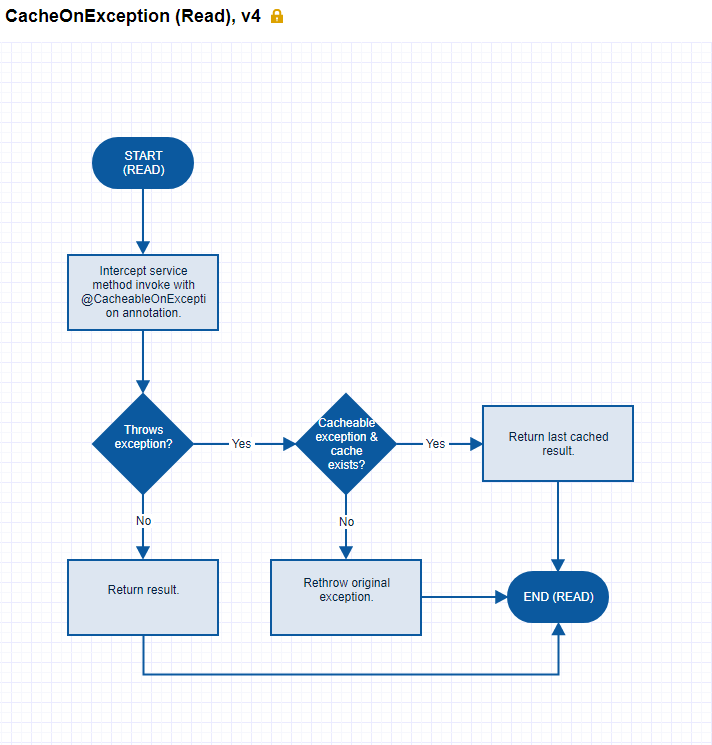 CacheOnException (Read), v4
START
(READ)
Intercept service
method invoke with
@CacheableOnExcepti
on annotation.
Throws
exception?
Yes
Cacheable
exception &
cache
exists?
Yes
Return last cached
result.
No
No
Return result.
Rethrow original
exception.
END (READ)